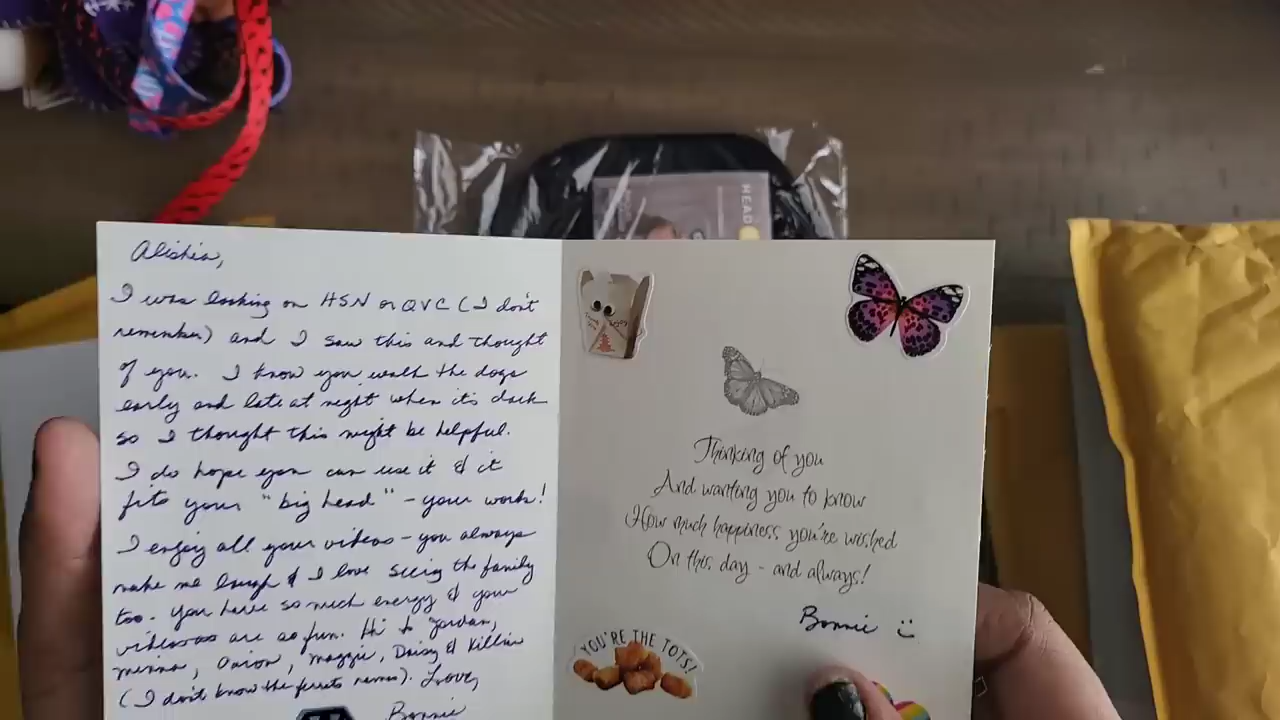 Alishia,
I was looking on HSN or QVC (I don't
remember) and I saw this and thought
of you. I know you walk the dogs
early and late at night when it's dark
so I thought this might be helpful.
I do hope you can use it & it
fits your "big head" - your words!
I enjoy all your videos - you always
make me laugh & I love seeing the family
too. You have so much energy & your
videos are so fun. Hi to Jordan,
Orion, Maggie, Daisy &
(I don't know the ferrets names). Love,
Bonnie
Thinking of you
And wanting you to know
How much happiness you're wished
On this day - and always!
Bonnie
YOU'RE THE TOTS!
HEAD